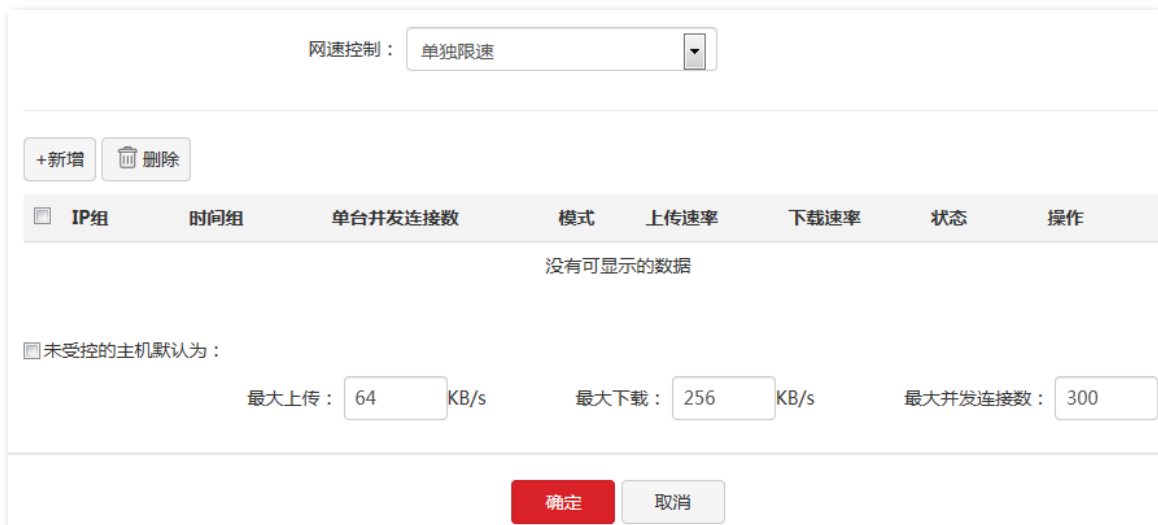 网速控制： 单独限速
+新增 删除
IP组 时间组 单台并发连接数 模式 上传速率 下载速率 状态 操作
没有可显示的数据
未受控的主机默认为：
最大上传： 64 KB/s 最大下载： 256 KB/s 最大并发连接数： 300
确定 取消